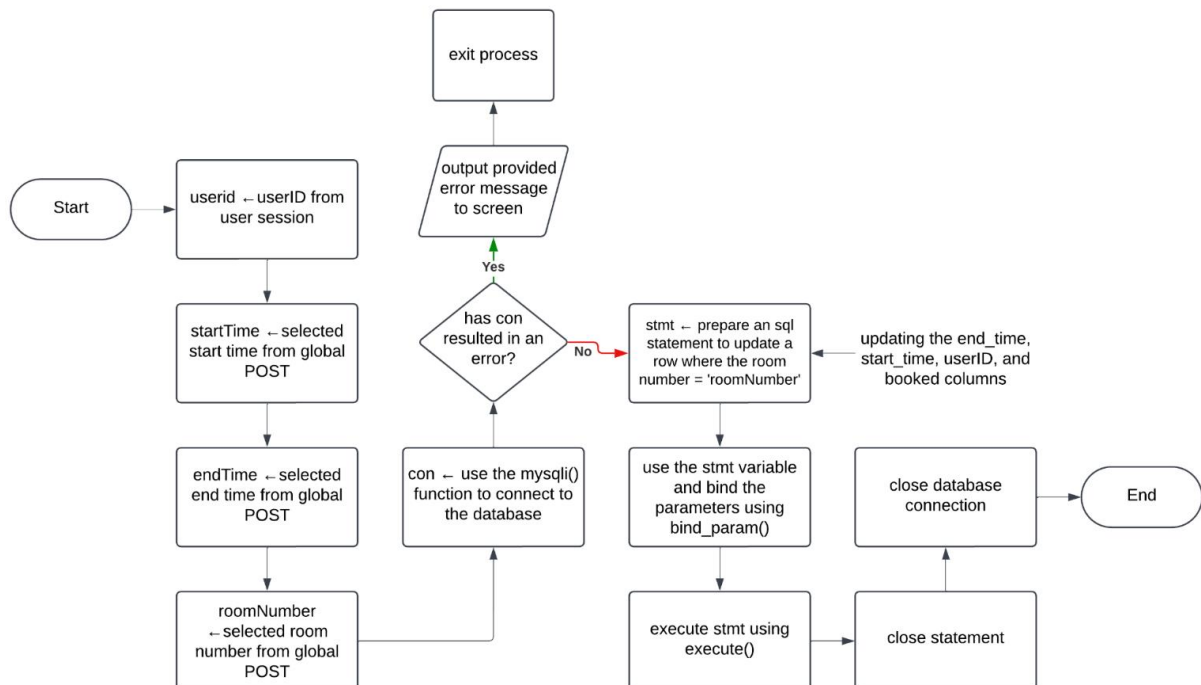 Start
userid ←userID from
user session
startTime ←selected
start time from global
POST
endTime ←selected
end time from global
POST
roomNumber
←selected room
number from global
POST
con ← use the mysqli()
function to connect to
the database
has con
resulted in an
error?
Yes
output provided
error message
to screen
exit process
No
stmt ← prepare an sql
statement to update a
row where the room
number = 'roomNumber'
updating the end_time,
start_time, userID, and
booked columns
use the stmt variable
and bind the
parameters using
bind_param()
execute stmt using
execute()
close statement
close database
connection
End